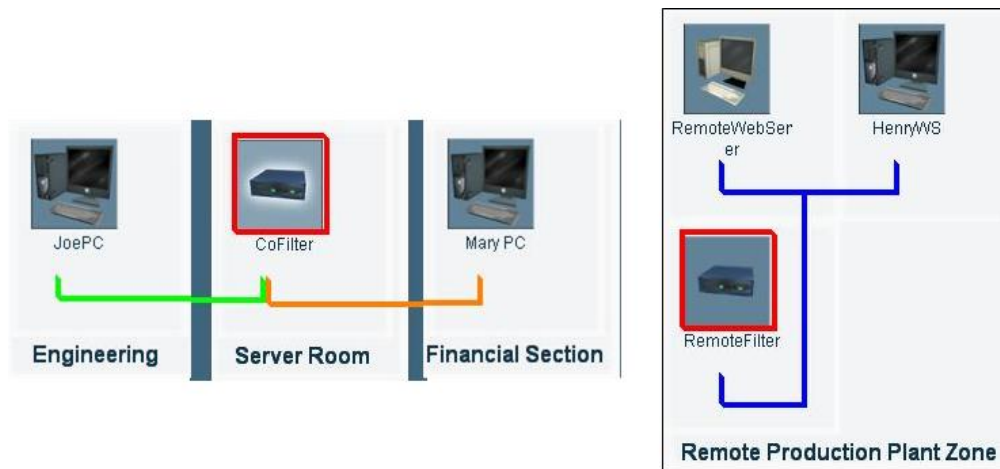 JoePC
CoFilter
Mary PC
Engineering
Server Room
Financial Section
RemoteWebSer
er
HenryWS
RemoteFilter
Remote Production Plant Zone